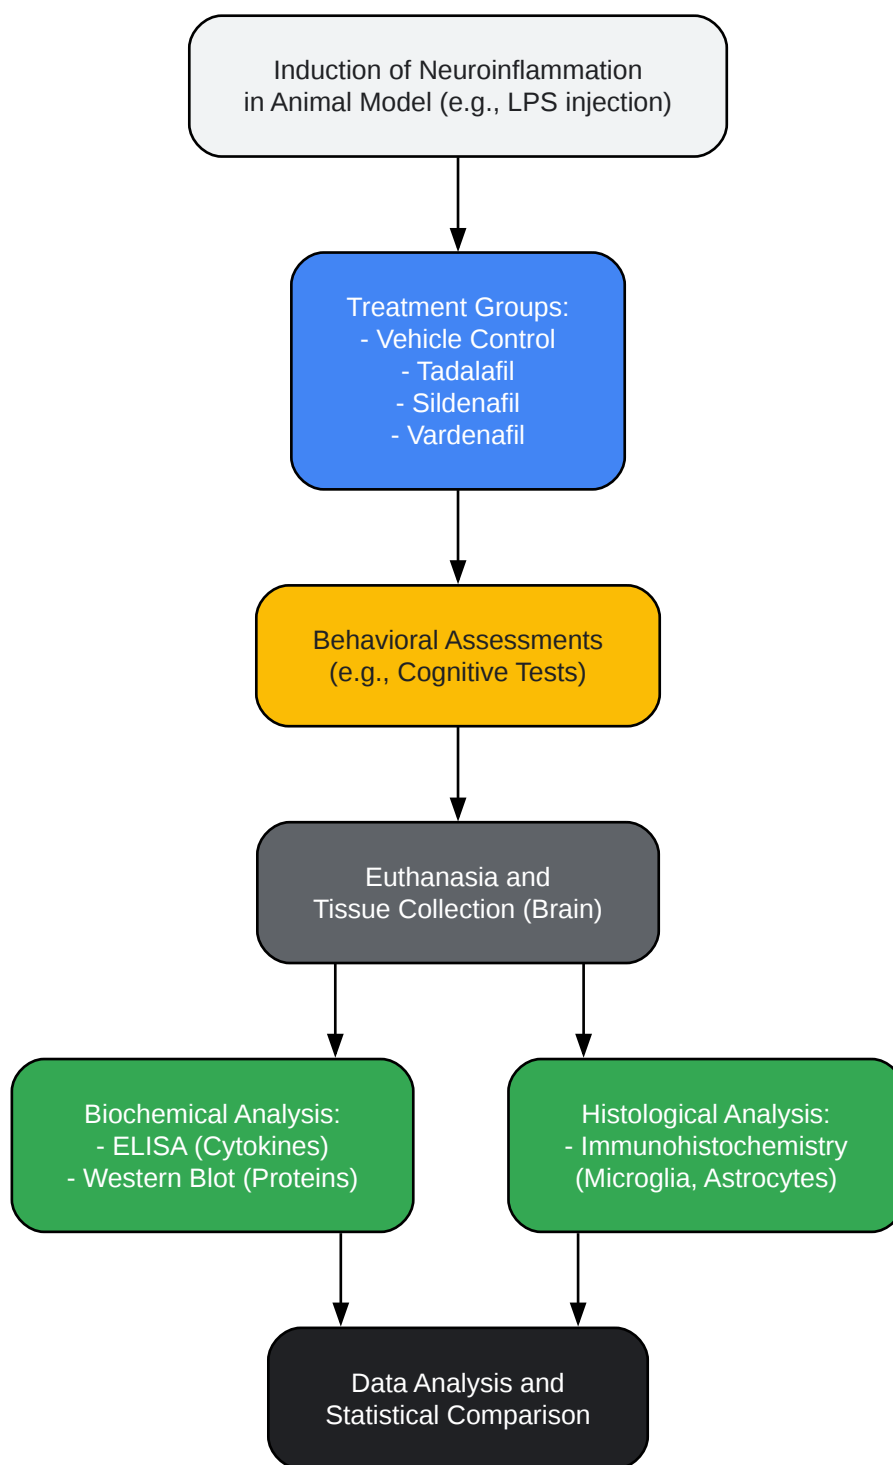 Induction of Neuroinflammation
in Animal Model (e.g., LPS injection)
Treatment Groups:
- Vehicle Control
- Tadalafil
- Sildenafil
- Vardenafil
Behavioral Assessments
(e.g., Cognitive Tests)
Euthanasia and
Tissue Collection (Brain)
Biochemical Analysis:
- ELISA (Cytokines)
- Western Blot (Proteins)
Histological Analysis:
- Immunohistochemistry
(Microglia, Astrocytes)
Data Analysis and
Statistical Comparison